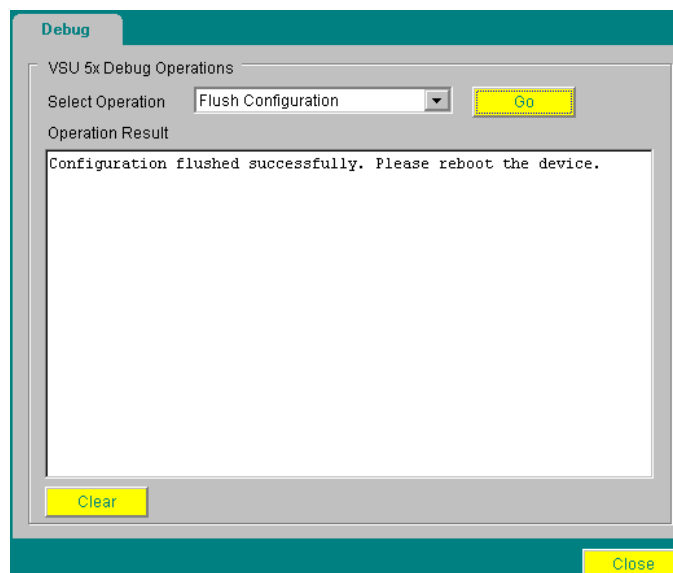 Debug
VSU 5x Debug Operations
Select Operation Flush Configuration Go
Operation Result
Configuration flushed successfully. Please reboot the device.
Clear
Close